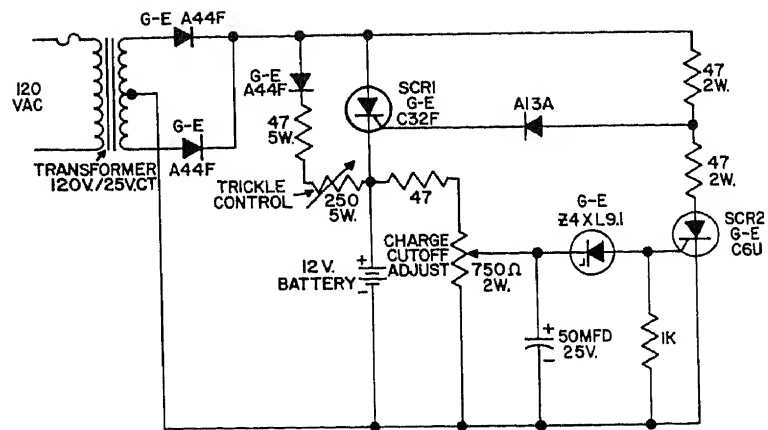 G-E A44F
120
VAC
G-E
A44F
TRANSFORMER
120V./25V.CT
G-E
A44F
47
5W.
TRICKLE
CONTROL
250
5W.
SCR1
G-E
C32F
47
A13A
47
2W.
47
2W.
12V.
BATTERY
+
-
CHARGE
CUTOFF
ADJUST
750Ω
2W.
G-E
Z4XL9.1
SCR2
G-E
C6U
+
-
50MFD
25V.
1K